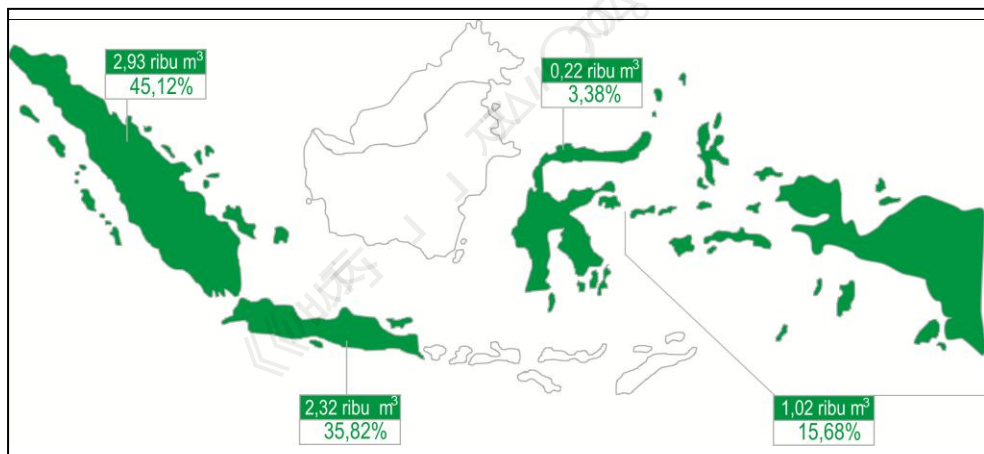 2,93 ribu m³
45,12%
0,22 ribu m³
3,38%
2,32 ribu m³
35,82%
1,02 ribu m³
15,68%